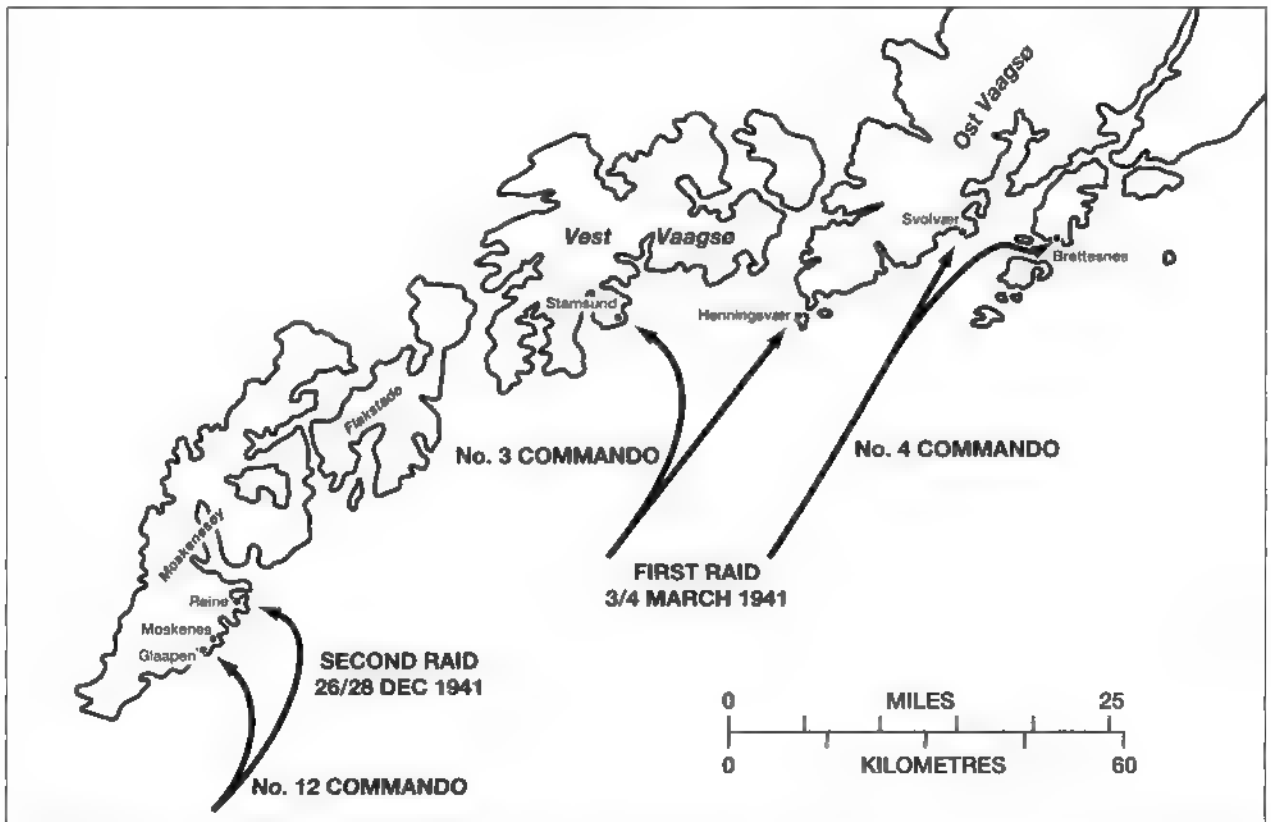 Ost Vaagsø
Svolvær
Brettesnes
Vest Vaagsø
Stamsund
Henningsvær
Flakstado
No. 3 COMMANDO
No. 4 COMMANDO
Moskenesøy
FIRST RAID
3/4 MARCH 1941
Reine
Moskenes
Glaapen
SECOND RAID
26/28 DEC 1941
No. 12 COMMANDO
0 MILES 25
0 KILOMETRES 60